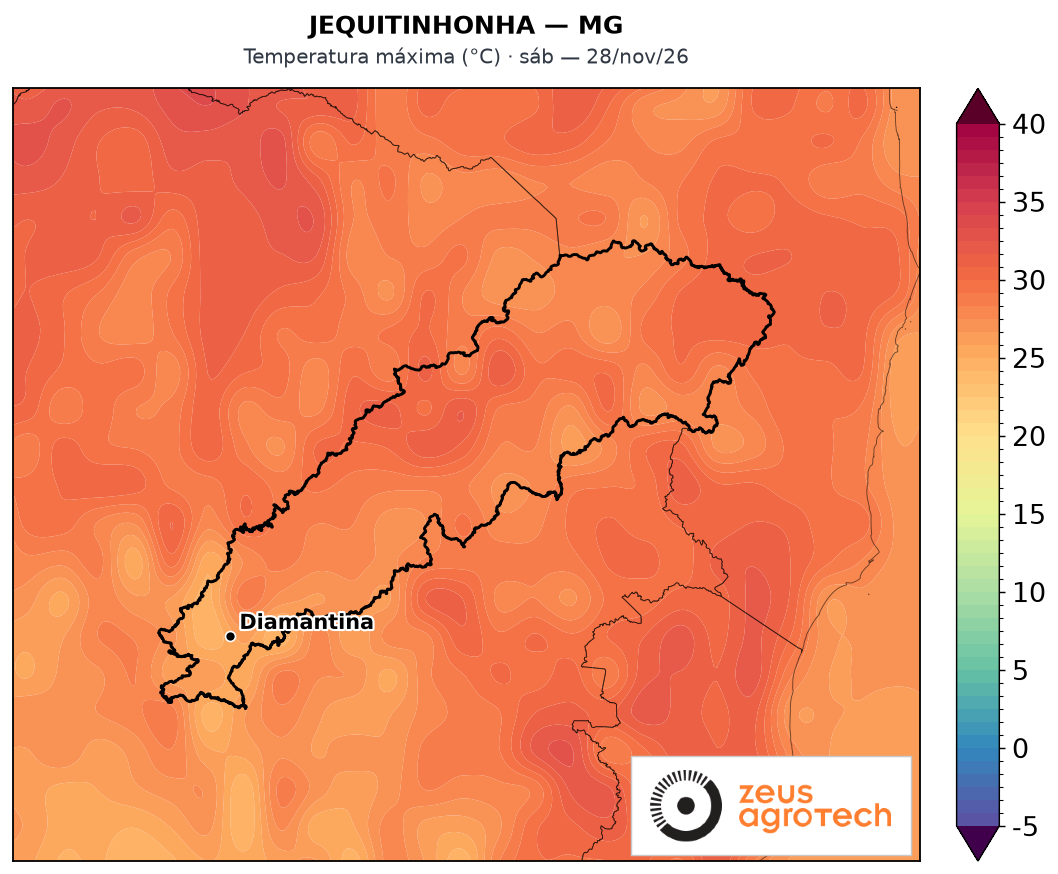 JEQUITINHONHA — MG
Temperatura máxima (°C) · sáb — 28/nov/26
40
35
30
25
20
15
10
5
0
-5
Diamantina
zeus
agrotech